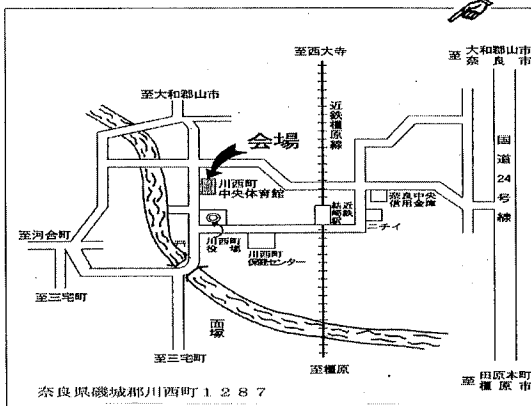 至西大寺
至 大和郡山市
奈良市
至大和郡山市
近鉄橿原線
国道24号線
会場
川西町
中央体育館
奈良中央
信用金庫
近鉄
結崎駅
ニチイ
至河合町
川西町
役場
川西町
保健センター
至三宅町
面塚
至三宅町
至橿原
至 田原本町
橿原市
奈良県磯城郡川西町1287